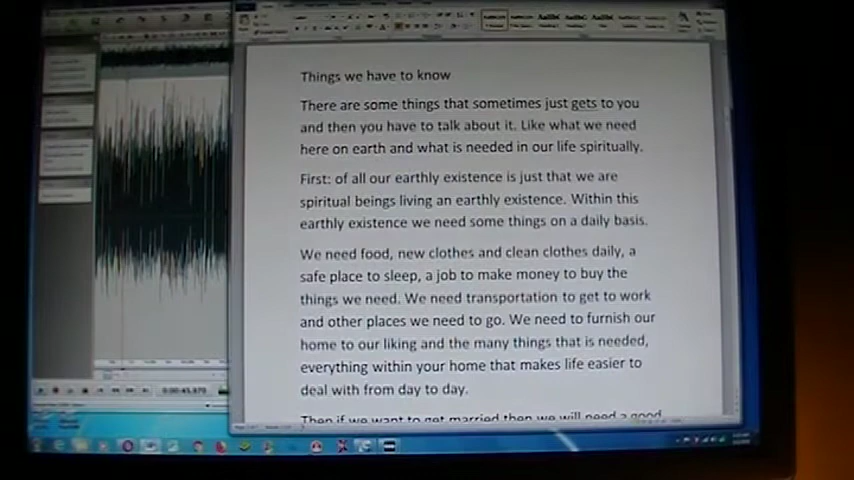 Things we have to know
There are some things that sometimes just gets to you
and then you have to talk about it. Like what we need
here on earth and what is needed in our life spiritually.
First: of all our earthly existence is just that we are
spiritual beings living an earthly existence. Within this
earthly existence we need some things on a daily basis.
We need food, new clothes and clean clothes daily, a
safe place to sleep, a job to make money to buy the
things we need. We need transportation to get to work
and other places we need to go. We need to furnish our
home to our liking and the many things that is needed,
everything within your home that makes life easier to
deal with from day to day.
Then if we want to get married then we will need a good